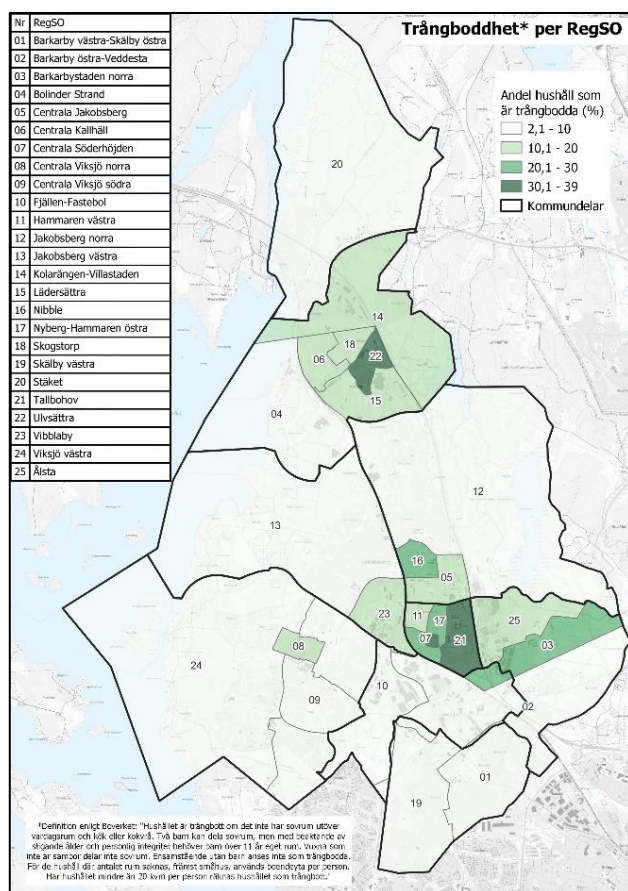 Nr RegSO
01 Barkarby västra-Skälby östra
02 Barkarby östra-Veddesta
03 Barkarbystaden norra
04 Bolinder Strand
05 Centrala Jakobsberg
06 Centrala Kallhäll
07 Centrala Söderhöjden
08 Centrala Viksjö norra
09 Centrala Viksjö södra
10 Fjällen-Fastebol
11 Hammaren västra
12 Jakobsberg norra
13 Jakobsberg västra
14 Kolarängen-Villastaden
15 Lädersättra
16 Nibble
17 Nyberg-Hammaren östra
18 Skogstorp
19 Skälby västra
20 Stäket
21 Tallbohov
22 Ulvsättra
23 Vibblaby
24 Viksjö västra
25 Ålsta
Trångboddhet* per RegSO
Andel hushåll som
är trångbodda (%)
2,1 - 10
10,1 - 20
20,1 - 30
30,1 - 39
Kommundelar
20
14
18
06
22
15
04
12
13
16
05
23
11
17
07
21
25
03
08
24
09
10
02
01
19
*Definition enligt Boverket: "Hushållet är trångbott om det inte har sovrum utöver
vardagsrum och kök eller kokvrå. Två barn kan dela sovrum, men med beaktande av
stigande ålder och personlig integritet behöver barn över 11 år eget rum. Vuxna som
inte är sambor delar inte sovrum. Ensamstående utan barn anses inte som trångbodda.
För de hushåll där antalet rum saknas, främst småhus, används boendeyta per person.
Har hushållet mindre än 20 kvm per person räknas hushållet som trångbott."